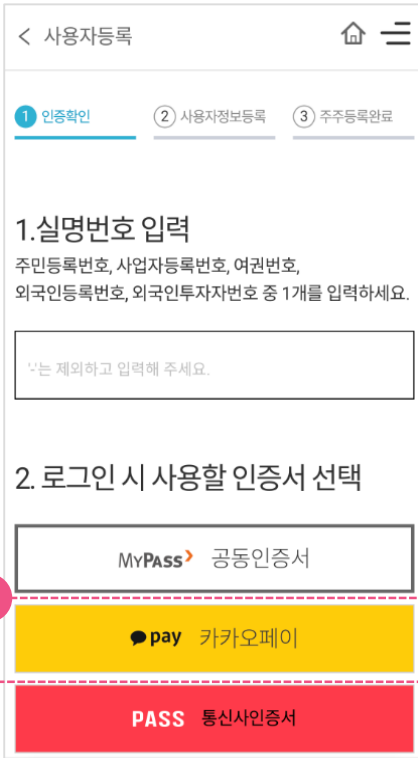 < 사용자등록
1 인증확인 2 사용자정보등록 3 주주등록완료
1.실명번호 입력
주민등록번호, 사업자등록번호, 여권번호,
외국인등록번호, 외국인투자자번호 중 1개를 입력하세요.
'-'는 제외하고 입력해 주세요.
2. 로그인 시 사용할 인증서 선택
MYPASS 공동인증서
pay 카카오페이
PASS 통신사인증서